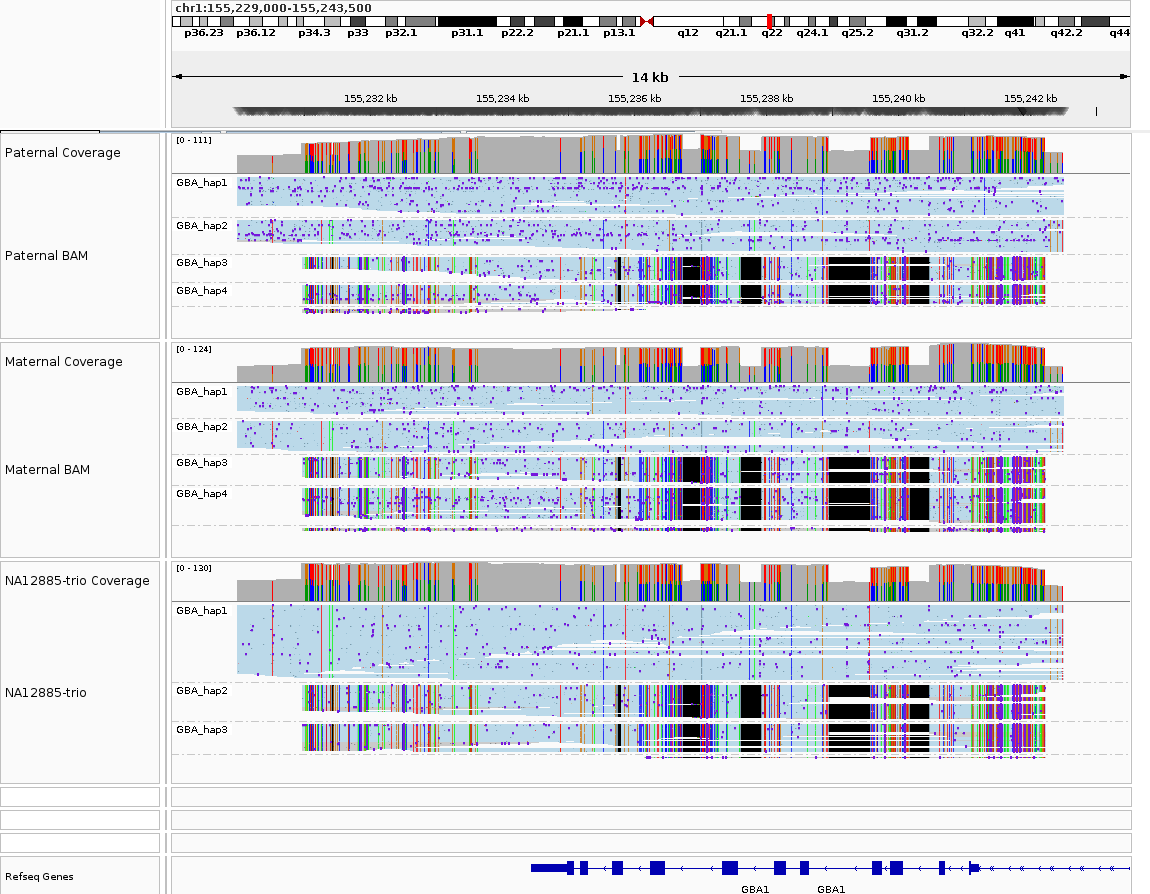 chr1:155,229,000-155,243,500
p36.23 p36.12 p34.3 p33 p32.1 p31.1 p22.2 p21.1 p13.1 q12 q21.1 q22 q24.1 q25.2 q31.2 q32.2 q41 q42.2 q44
14 kb
155,232 kb 155,234 kb 155,236 kb 155,238 kb 155,240 kb 155,242 kb
Paternal Coverage
[0 - 111]
GBA_hap1
GBA_hap2
Paternal BAM
GBA_hap3
GBA_hap4
Maternal Coverage
[0 - 124]
GBA_hap1
GBA_hap2
Maternal BAM
GBA_hap3
GBA_hap4
NA12885-trio Coverage
[0 - 130]
GBA_hap1
NA12885-trio
GBA_hap2
GBA_hap3
Refseq Genes
GBA1 GBA1